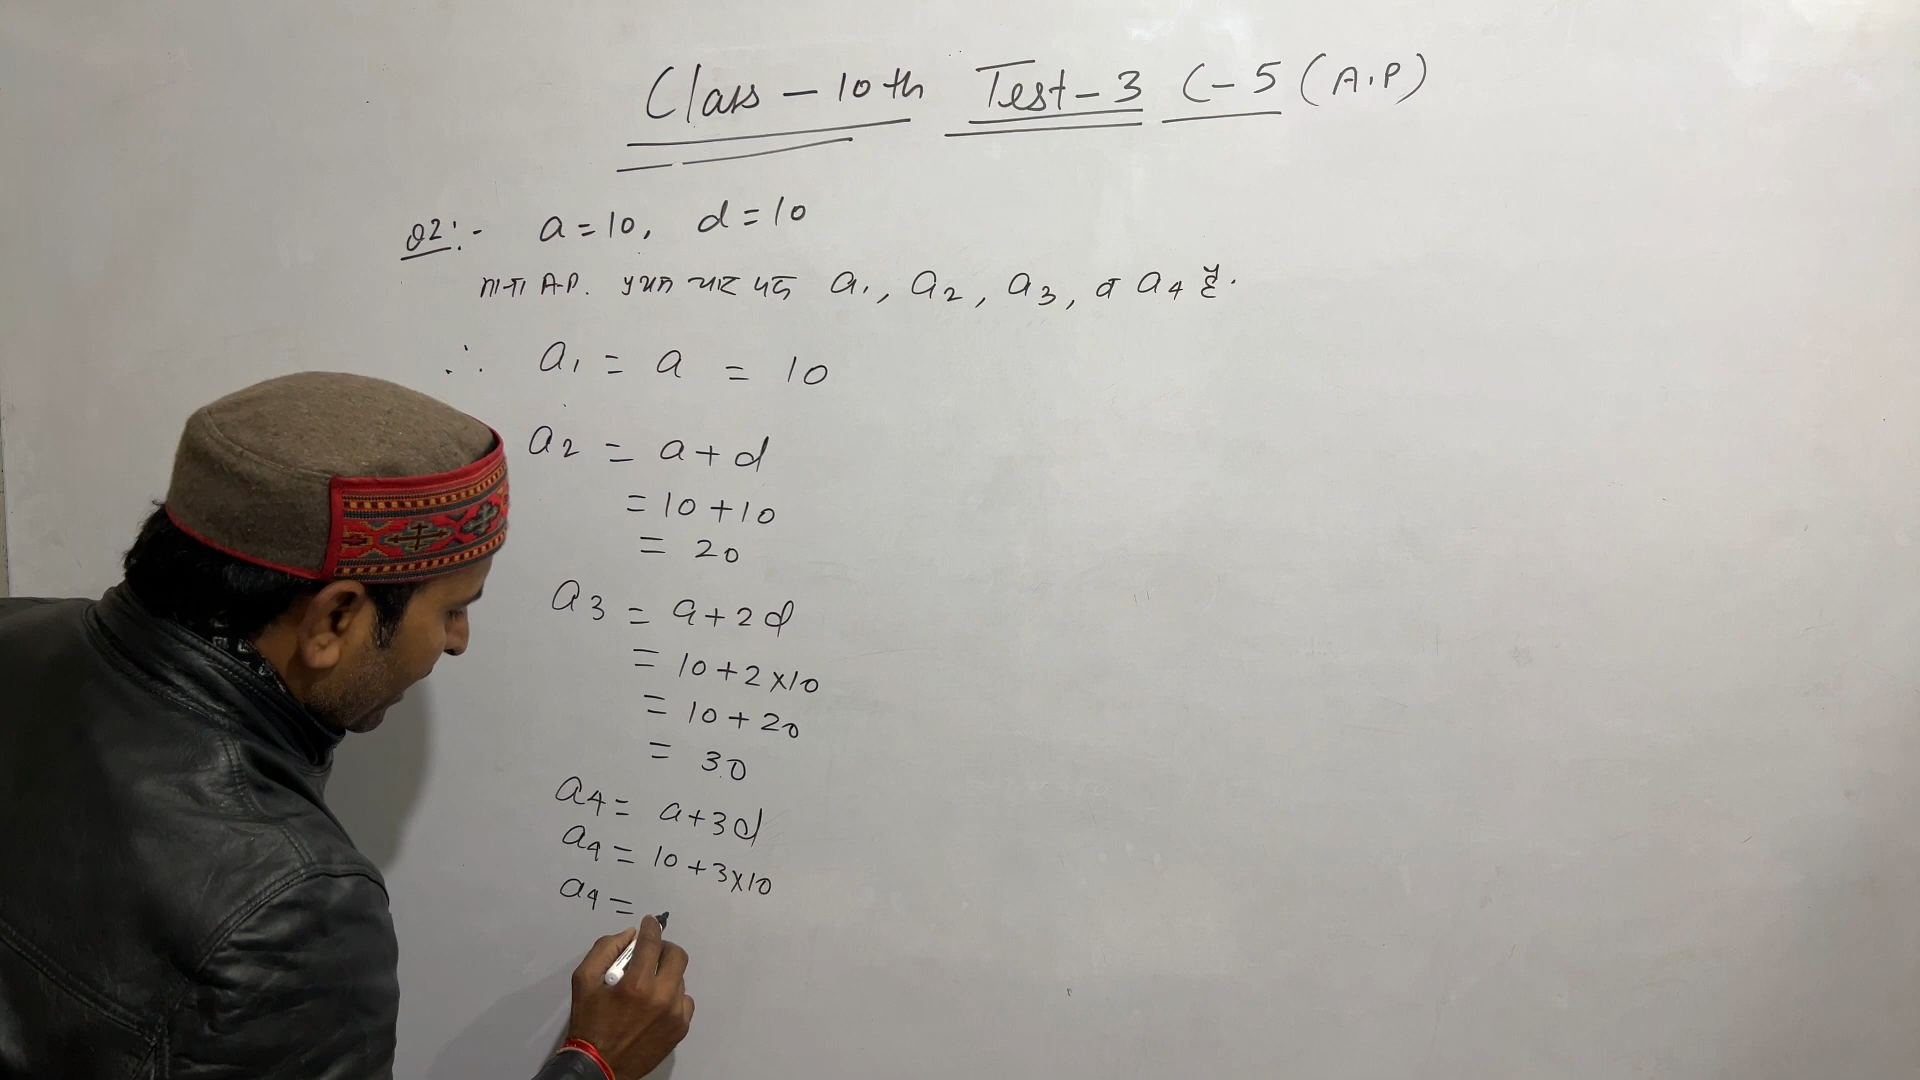 Class - 10th Test - 3 C-5 (A.P)
Q2:- a = 10, d = 10
माना A.P. प्रथम चार पद a1, a2, a3, व a4 है.
∴ a1 = a = 10
a2 = a + d
= 10 + 10
= 20
a3 = a + 2d
= 10 + 2 × 10
= 10 + 20
= 30
a4 = a + 3d
a4 = 10 + 3 × 10
a4 =